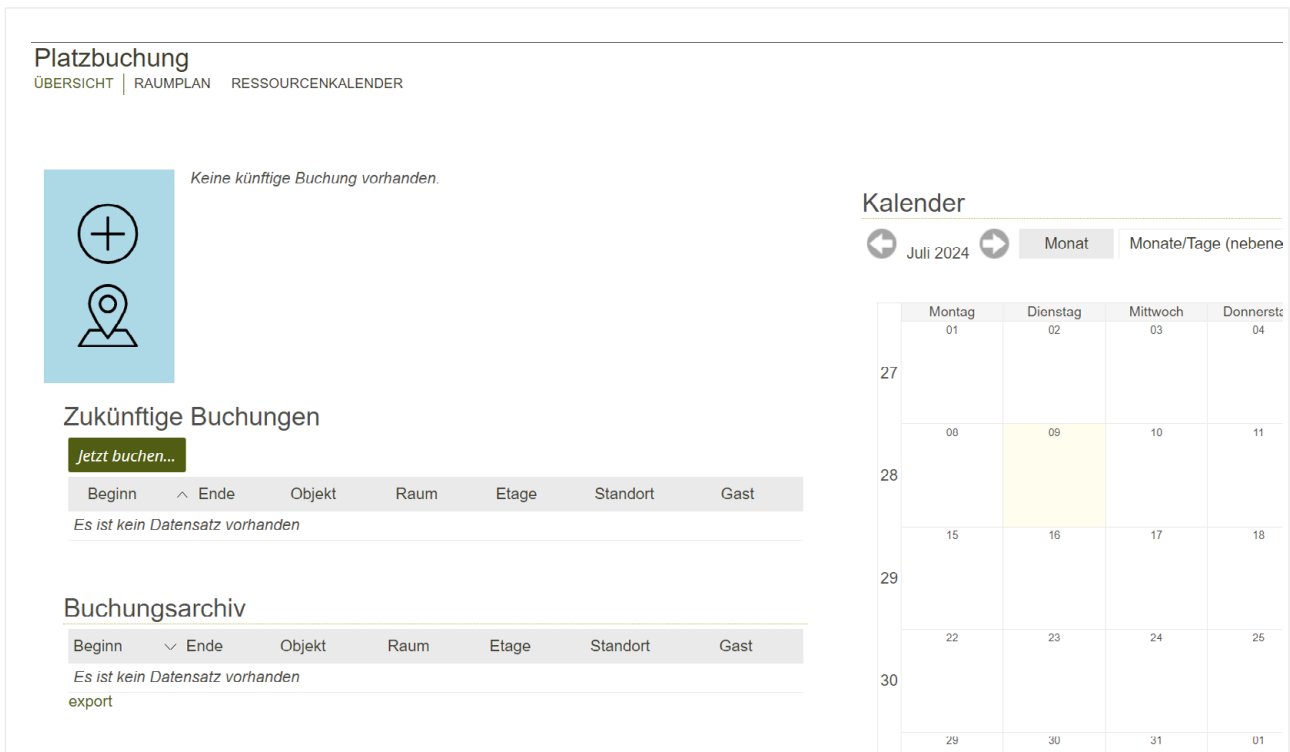 Platzbuchung
ÜBERSICHT RAUMPLAN RESSOURCENKALENDER
Keine künftige Buchung vorhanden.
Zukünftige Buchungen
Jetzt buchen...
Beginn Ende Objekt Raum Etage Standort Gast
Es ist kein Datensatz vorhanden
Buchungsarchiv
Beginn Ende Objekt Raum Etage Standort Gast
Es ist kein Datensatz vorhanden
export
Kalender
Juli 2024 Monat Monate/Tage (nebene
Montag Dienstag Mittwoch Donnersta
01 02 03 04
27
08 09 10 11
28
15 16 17 18
29
22 23 24 25
30
29 30 31 01